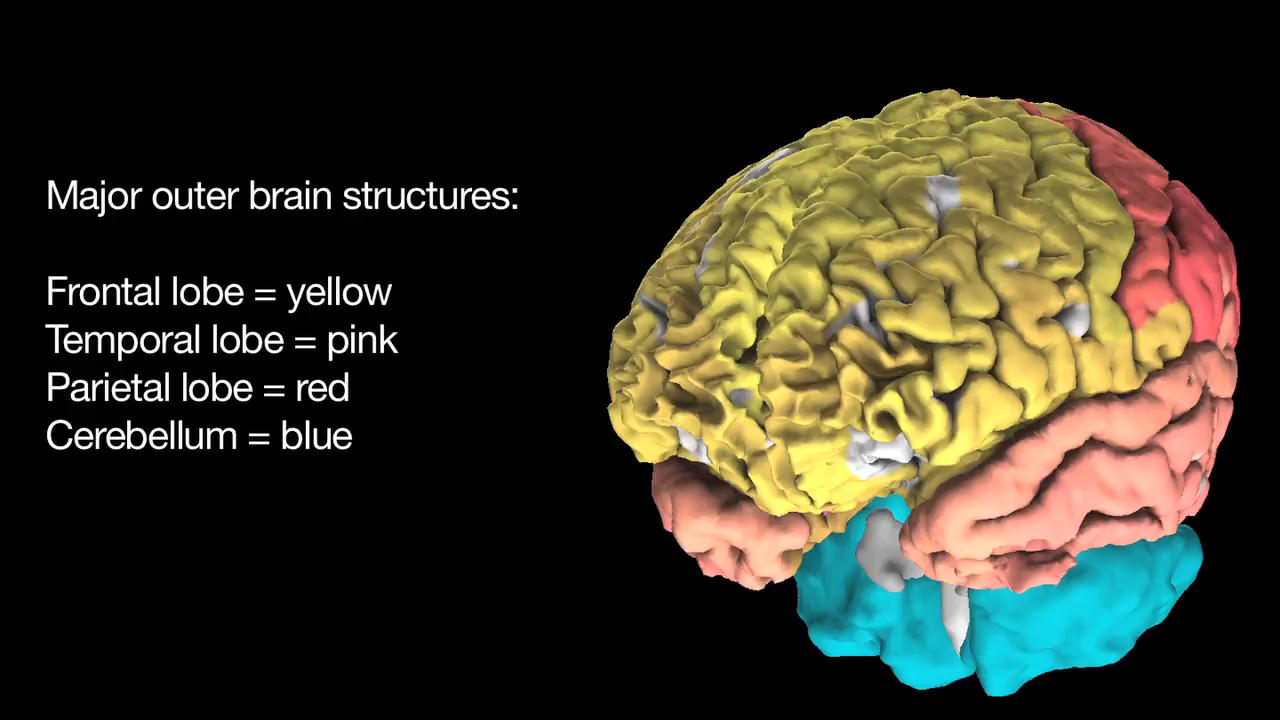 Major outer brain structures:
Frontal lobe = yellow
Temporal lobe = pink
Parietal lobe = red
Cerebellum = blue